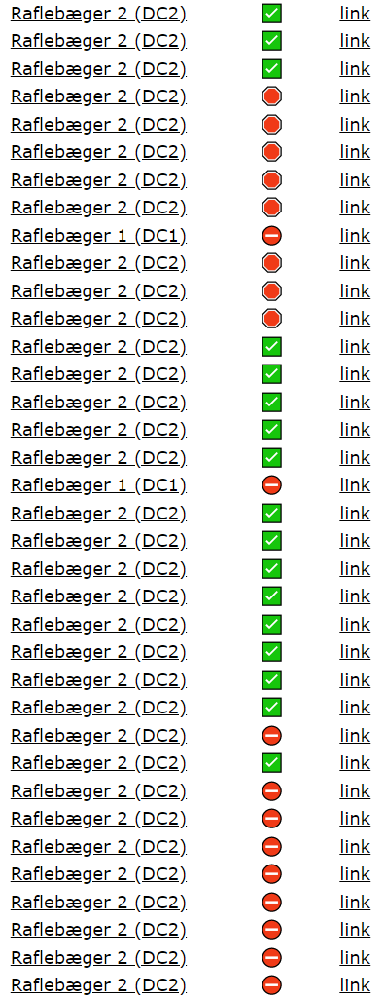 Raflebæger 2 (DC2) ✅ link
Raflebæger 2 (DC2) ✅ link
Raflebæger 2 (DC2) ✅ link
Raflebæger 2 (DC2) 🛑 link
Raflebæger 2 (DC2) 🛑 link
Raflebæger 2 (DC2) 🛑 link
Raflebæger 2 (DC2) 🛑 link
Raflebæger 2 (DC2) 🛑 link
Raflebæger 1 (DC1) ⛔ link
Raflebæger 2 (DC2) 🛑 link
Raflebæger 2 (DC2) 🛑 link
Raflebæger 2 (DC2) 🛑 link
Raflebæger 2 (DC2) ✅ link
Raflebæger 2 (DC2) ✅ link
Raflebæger 2 (DC2) ✅ link
Raflebæger 2 (DC2) ✅ link
Raflebæger 2 (DC2) ✅ link
Raflebæger 1 (DC1) ⛔ link
Raflebæger 2 (DC2) ✅ link
Raflebæger 2 (DC2) ✅ link
Raflebæger 2 (DC2) ✅ link
Raflebæger 2 (DC2) ✅ link
Raflebæger 2 (DC2) ✅ link
Raflebæger 2 (DC2) ✅ link
Raflebæger 2 (DC2) ✅ link
Raflebæger 2 (DC2) ✅ link
Raflebæger 2 (DC2) ⛔ link
Raflebæger 2 (DC2) ✅ link
Raflebæger 2 (DC2) ⛔ link
Raflebæger 2 (DC2) ⛔ link
Raflebæger 2 (DC2) ⛔ link
Raflebæger 2 (DC2) ⛔ link
Raflebæger 2 (DC2) ⛔ link
Raflebæger 2 (DC2) ⛔ link
Raflebæger 2 (DC2) ⛔ link
Raflebæger 2 (DC2) ⛔ link